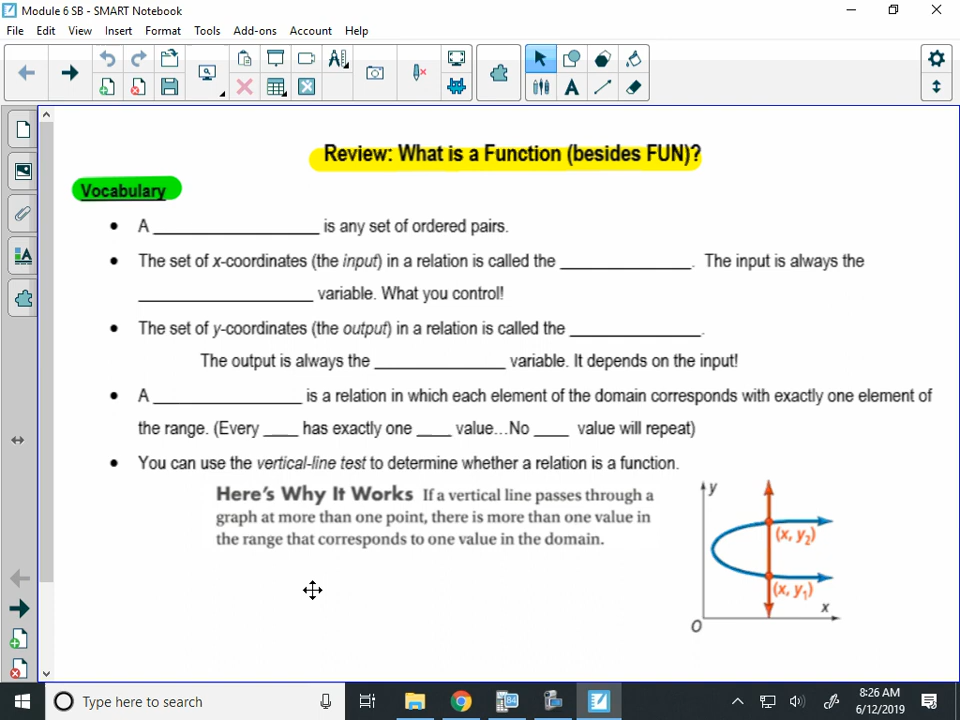 Module 6 SB - SMART Notebook
File Edit View Insert Format Tools Add-ons Account Help
Review: What is a Function (besides FUN)?
Vocabulary
• A ___________________ is any set of ordered pairs.
• The set of x-coordinates (the input) in a relation is called the _______________. The input is always the
____________________ variable. What you control!
• The set of y-coordinates (the output) in a relation is called the _______________.
The output is always the _______________ variable. It depends on the input!
• A _________________ is a relation in which each element of the domain corresponds with exactly one element of
the range. (Every ____ has exactly one ____ value...No ____ value will repeat)
• You can use the vertical-line test to determine whether a relation is a function.
Here's Why It Works If a vertical line passes through a
graph at more than one point, there is more than one value in
the range that corresponds to one value in the domain.
y
(x, y₂)
(x, y₁)
x
O
Type here to search
8:26 AM
6/12/2019